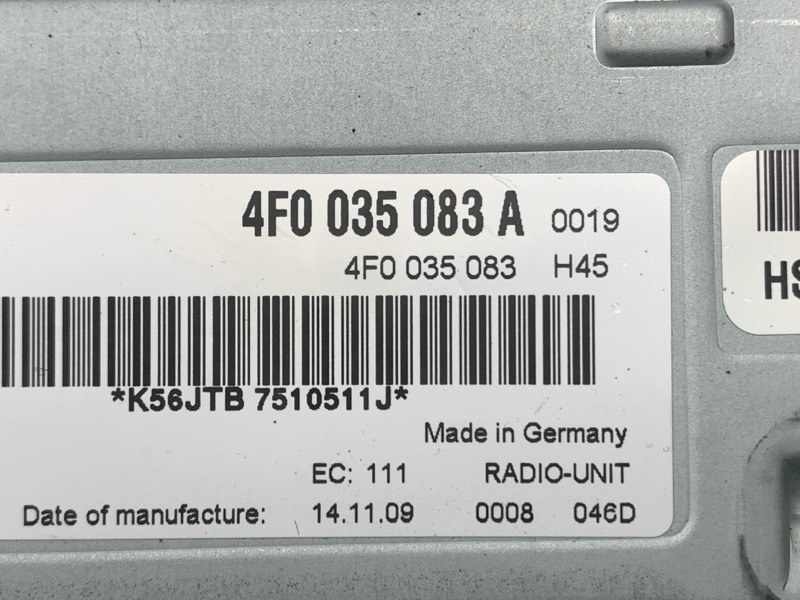 4F0 035 083 A 0019
4F0 035 083 H45
*K56JTB 7510511J*
Made in Germany
EC: 111 RADIO-UNIT
Date of manufacture: 14.11.09 0008 046D
HS